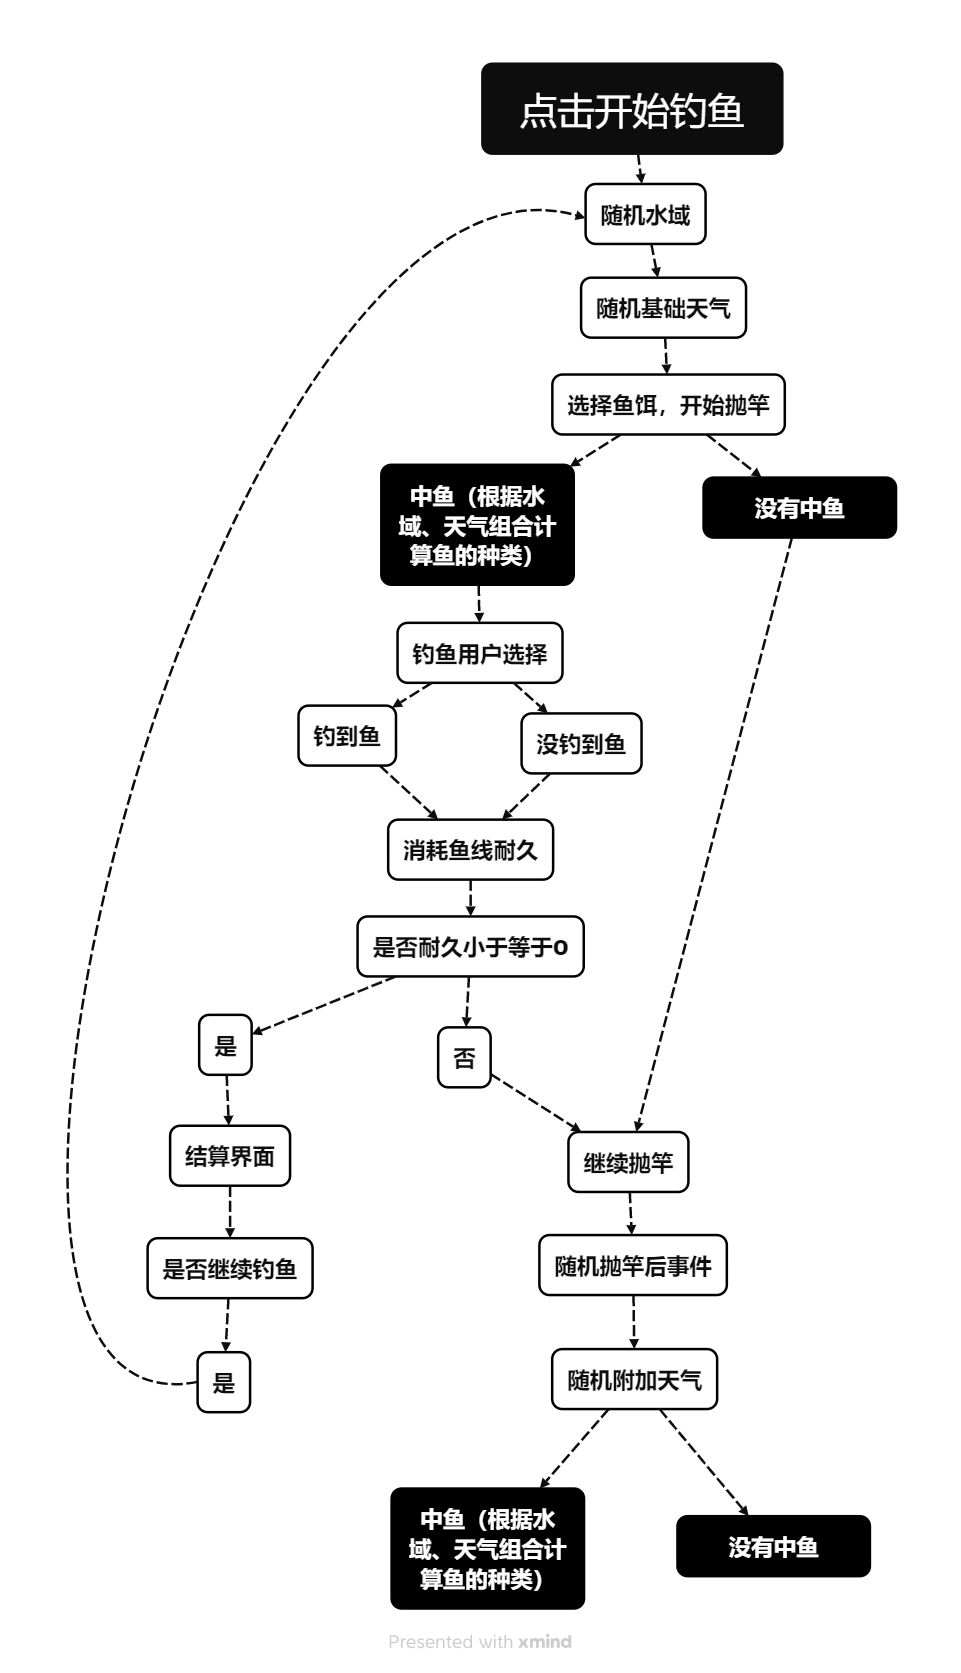 点击开始钓鱼
随机水域
随机基础天气
选择鱼饵，开始抛竿
中鱼（根据水
域、天气组合计
算鱼的种类）
没有中鱼
钓鱼用户选择
钓到鱼
没钓到鱼
消耗鱼线耐久
是否耐久小于等于0
是
否
结算界面
继续抛竿
是否继续钓鱼
随机抛竿后事件
是
随机附加天气
中鱼（根据水
域、天气组合计
算鱼的种类）
没有中鱼
Presented with xmind